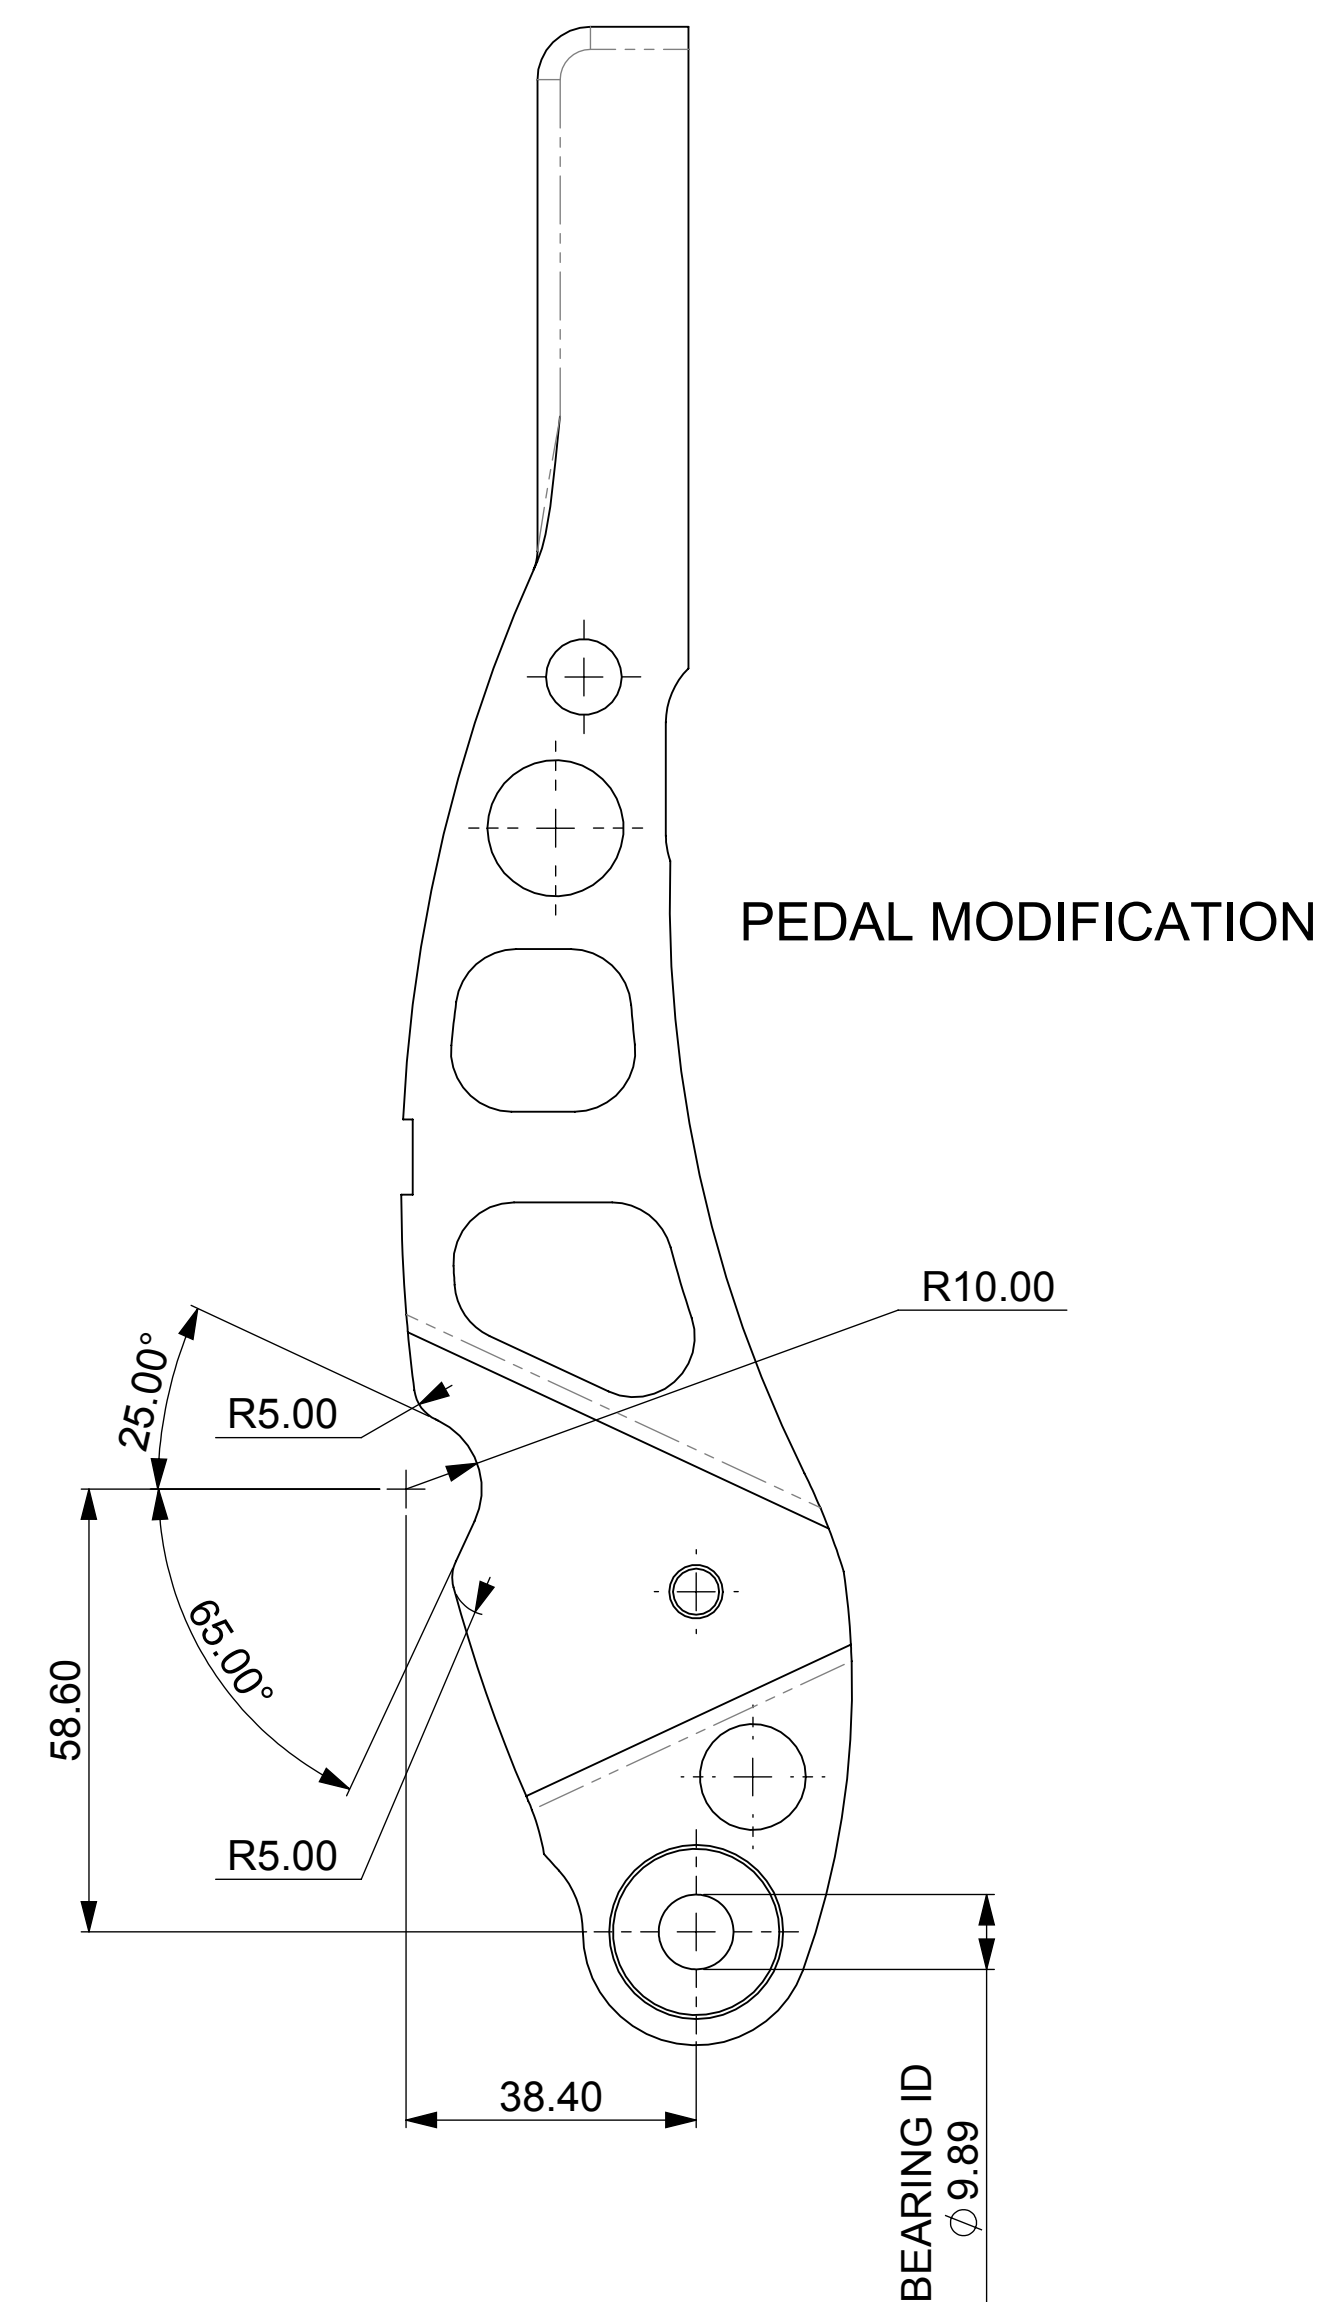 PEDAL MODIFICATION
R10.00
25.00°
R5.00
65.00°
58.60
R5.00
38.40
BEARING ID
∅9.89